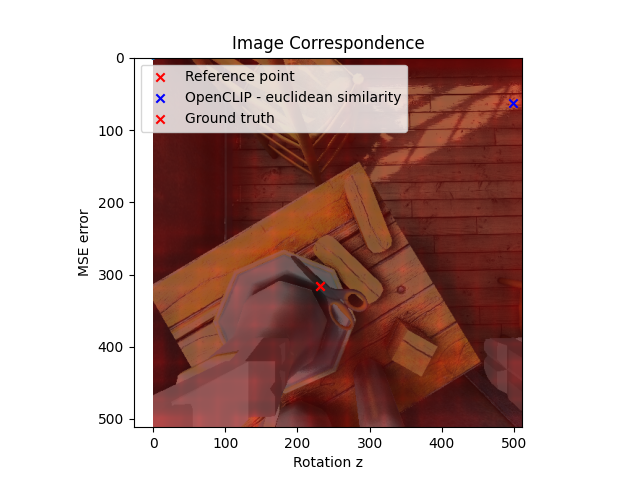 Image Correspondence
Reference point
OpenCLIP - euclidean similarity
Ground truth
MSE error
0
100
200
300
400
500
0
100
200
300
400
500
Rotation z